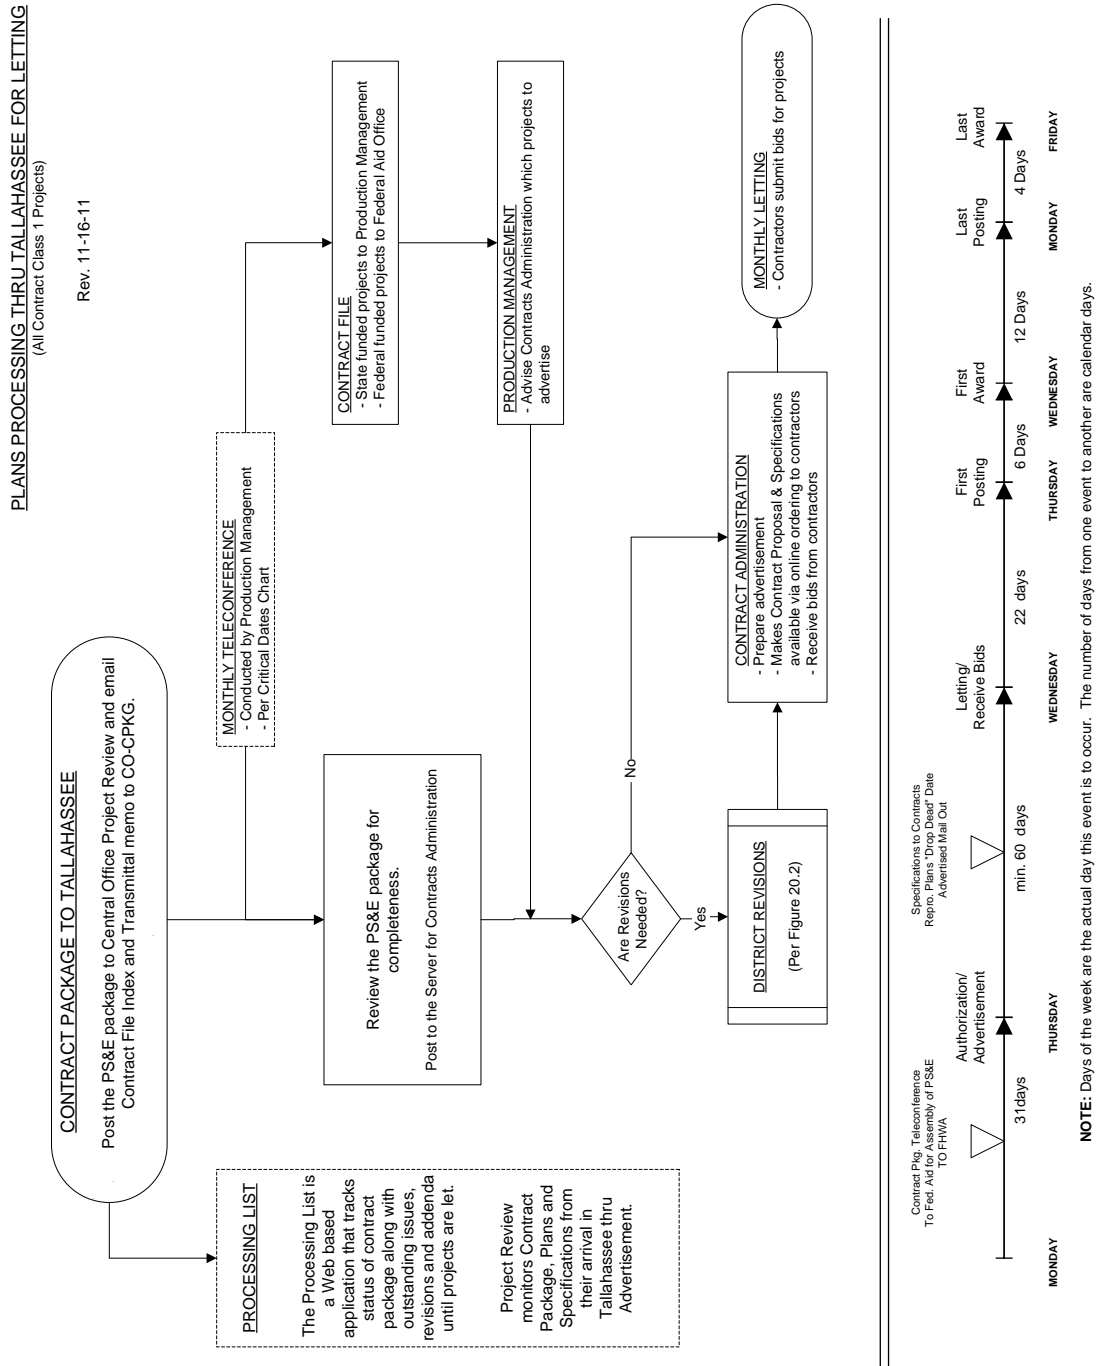 PLANS PROCESSING THRU TALLAHASSEE FOR LETTING
(All Contract Class 1 Projects)
Rev. 11-16-11
CONTRACT PACKAGE TO TALLAHASSEE
Post the PS&E package to Central Office Project Review and email
Contract File Index and Transmittal memo to CO-CPKG.
PROCESSING LIST
The Processing List is
a Web based
application that tracks
status of contract
package along with
outstanding issues,
revisions and addenda
until projects are let.
Project Review
monitors Contract
Package, Plans and
Specifications from
their arrival in
Tallahassee thru
Advertisement.
MONTHLY TELECONFERENCE
- Conducted by Production Management
- Per Critical Dates Chart
CONTRACT FILE
- State funded projects to Production Management
- Federal funded projects to Federal Aid Office
Review the PS&E package for
completeness.
Post to the Server for Contracts Administration
PRODUCTION MANAGEMENT
- Advise Contracts Administration which projects to
advertise
Are Revisions
Needed?
No
Yes
DISTRICT REVISIONS
(Per Figure 20.2)
CONTRACT ADMINISTRATION
- Prepare advertisement
- Makes Contract Proposal & Specifications
available via online ordering to contractors
- Receive bids from contractors
MONTHLY LETTING
- Contractors submit bids for projects
Contract Pkg. Teleconference
To Fed. Aid for Assembly of PS&E
TO FHWA
Authorization/
Advertisement
Specifications to Contracts
Repro. Plans "Drop Dead" Date
Advertised Mail Out
Letting/
Receive Bids
First
Posting
First
Award
Last
Posting
Last
Award
31days
min. 60 days
22 days
6 Days
12 Days
4 Days
MONDAY
THURSDAY
WEDNESDAY
THURSDAY
WEDNESDAY
MONDAY
FRIDAY
NOTE: Days of the week are the actual day this event is to occur. The number of days from one event to another are calendar days.